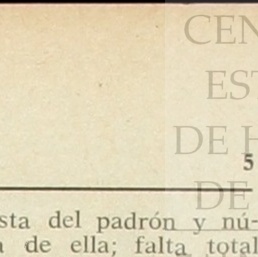 CEN
EST
DE H
5
DE
sta del padrón y nú-
a de ella; falta total